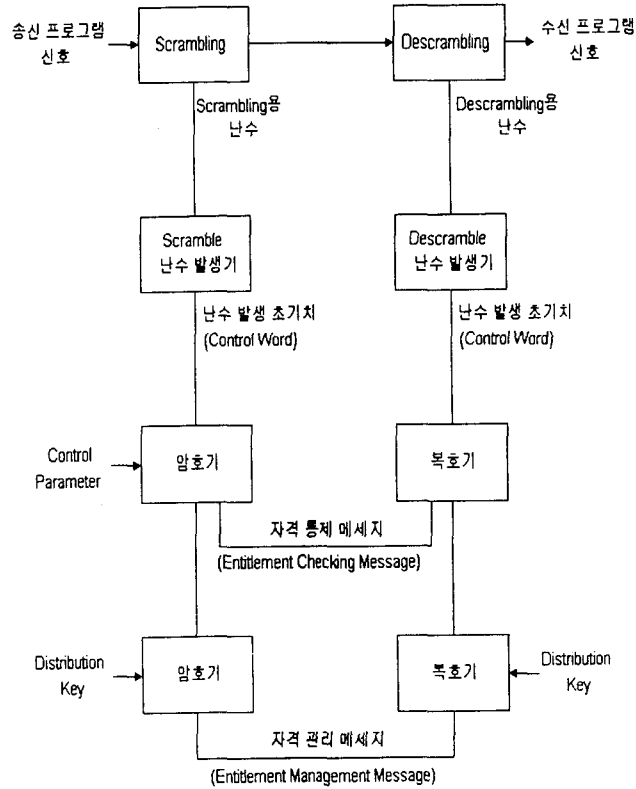 송신 프로그램
신호
Scrambling
Descrambling
수신 프로그램
신호
Scrambling용
난수
Descrambling용
난수
Scramble
난수 발생기
Descramble
난수 발생기
난수 발생 초기치
(Control Word)
난수 발생 초기치
(Control Word)
Control
Parameter
암호기
복호기
자격 통제 메세지
(Entitlement Checking Message)
Distribution
Key
암호기
복호기
Distribution
Key
자격 관리 메세지
(Entitlement Management Message)